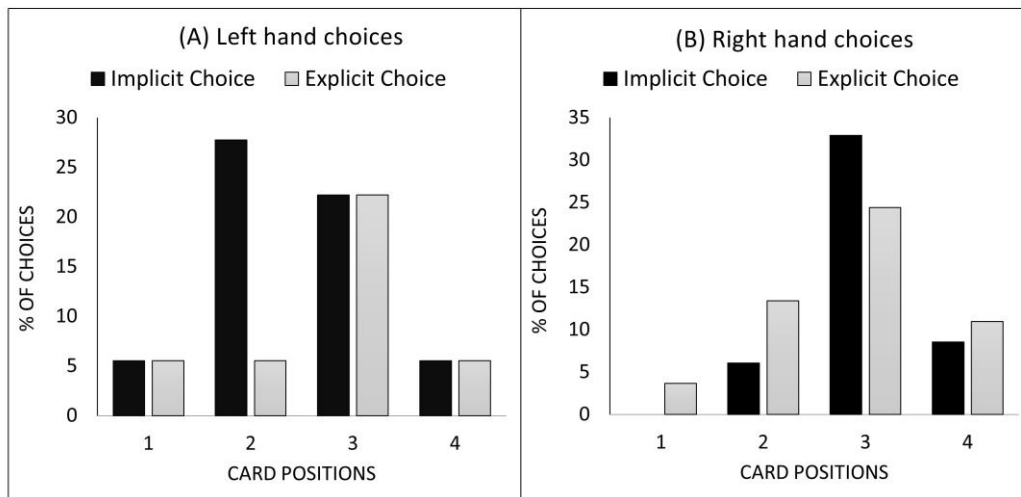 (A) Left hand choices
Implicit Choice Explicit Choice
30
25
20
15
10
5
0
% OF CHOICES
1 2 3 4
CARD POSITIONS
(B) Right hand choices
Implicit Choice Explicit Choice
35
30
25
20
15
10
5
0
% OF CHOICES
1 2 3 4
CARD POSITIONS